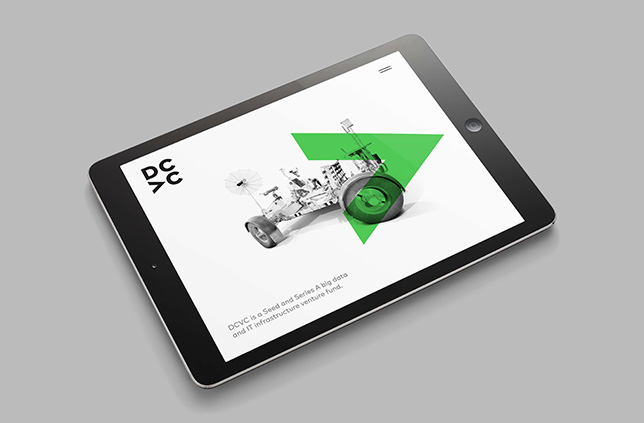 DC
VC
DCVC is a Seed and Series A big data
and IT infrastructure venture fund.